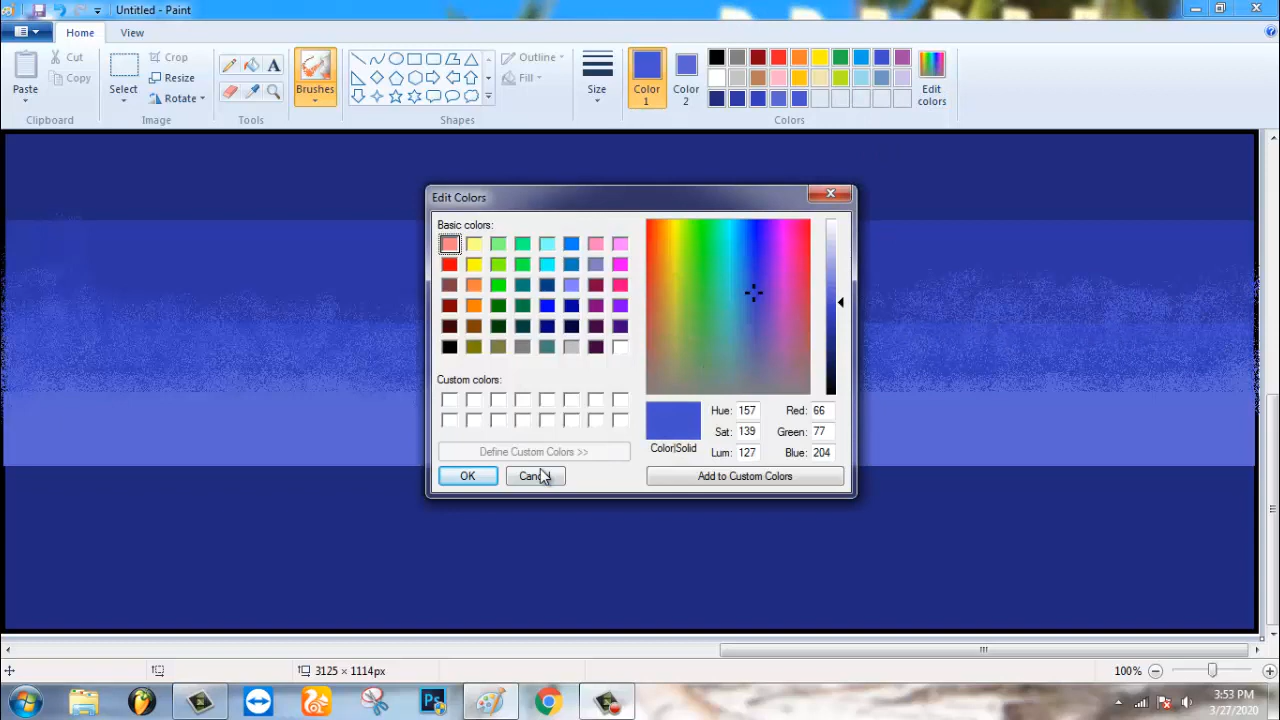 Untitled - Paint
Home
View
Paste
Cut
Copy
Clipboard
Select
Crop
Resize
Rotate
Image
A
Tools
Brushes
Outline
Fill
Shapes
Size
Color
1
Color
2
Edit
colors
Colors
Edit Colors
Basic colors:
Custom colors:
Define Custom Colors >>
OK
Color|Solid
Hue: 157
Sat: 139
Lum: 127
Red: 66
Green: 77
Blue: 204
Add to Custom Colors
3125 × 1114px
100%
Ps
3:53 PM
3/27/2020